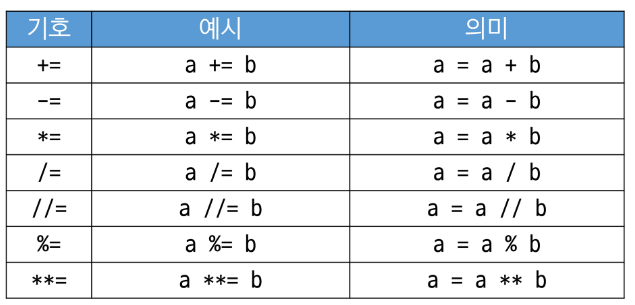 기호 예시 의미
+= a += b a = a + b
-= a -= b a = a - b
*= a *= b a = a * b
/= a /= b a = a / b
//= a //= b a = a // b
%= a %= b a = a % b
**= a **= b a = a ** b